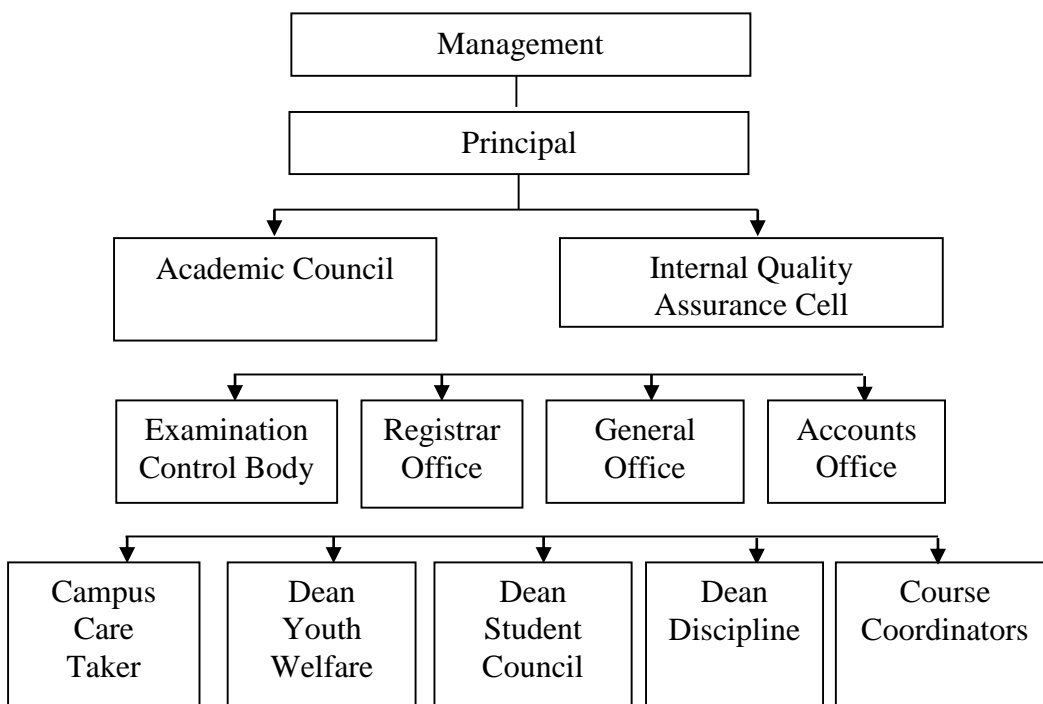 Management
Principal
Academic Council
Internal Quality
Assurance Cell
Examination
Control Body
Registrar
Office
General
Office
Accounts
Office
Campus
Care
Taker
Dean
Youth
Welfare
Dean
Student
Council
Dean
Discipline
Course
Coordinators